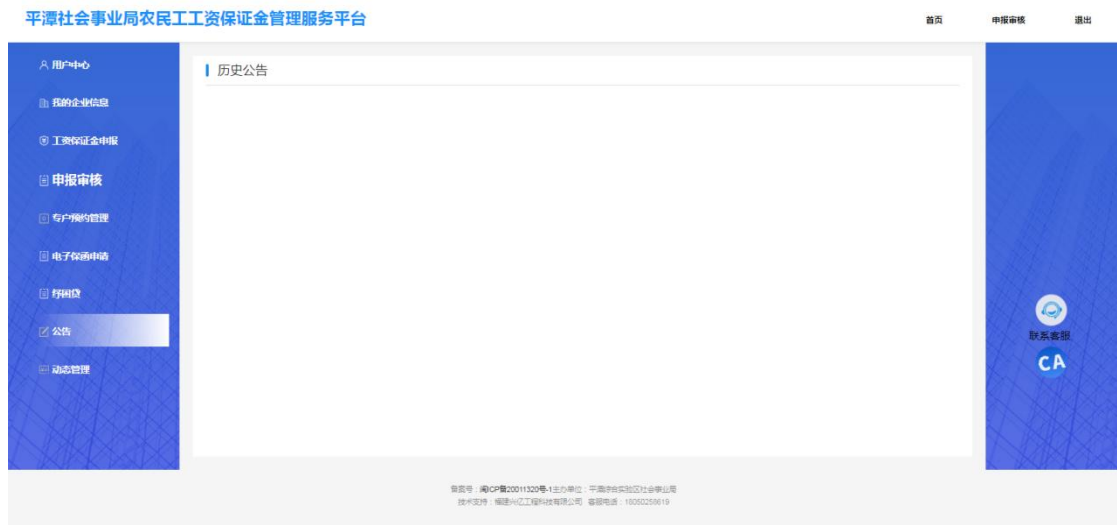 平潭社会事业局农民工工资保证金管理服务平台
首页 申报审核 退出
用户中心
历史公告
我的企业信息
工资保证金申报
申报审核
专户预约管理
电子保函申请
纾困贷
公告
动态管理
联系客服
CA
备案号：闽ICP备20011320号-1主办单位：平潭综合实验区社会事业局
技术支持：福建兴亿工程科技有限公司 客服电话：18050258619